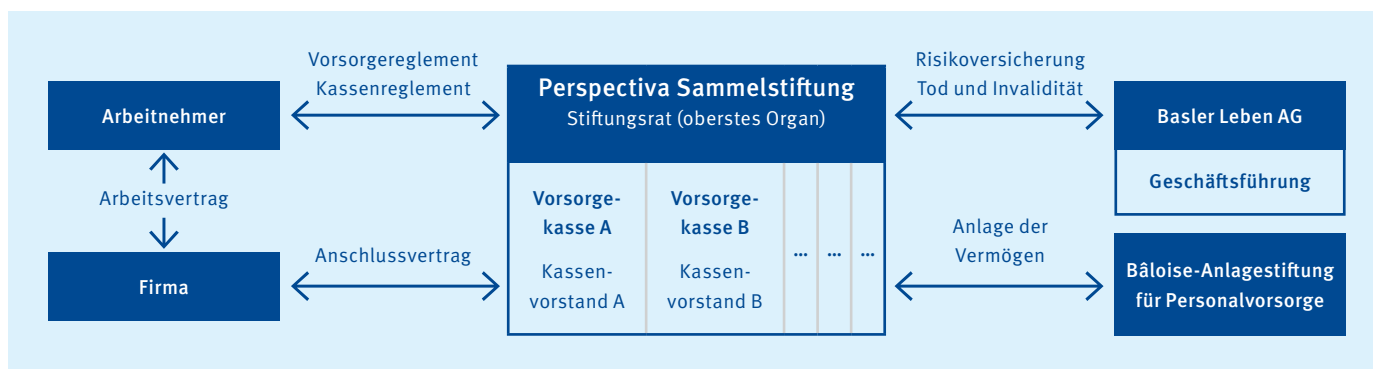 Arbeitnehmer
Arbeitsvertrag
Firma
Vorsorgereglement
Kassenreglement
Anschlussvertrag
Perspectiva Sammelstiftung
Stiftungsrat (oberstes Organ)
Vorsorge-
kasse A
Kassen-
vorstand A
Vorsorge-
kasse B
Kassen-
vorstand B
...
...
...
Risikoversicherung
Tod und Invalidität
Anlage der
Vermögen
Basler Leben AG
Geschäftsführung
Bâloise-Anlagestiftung
für Personalvorsorge